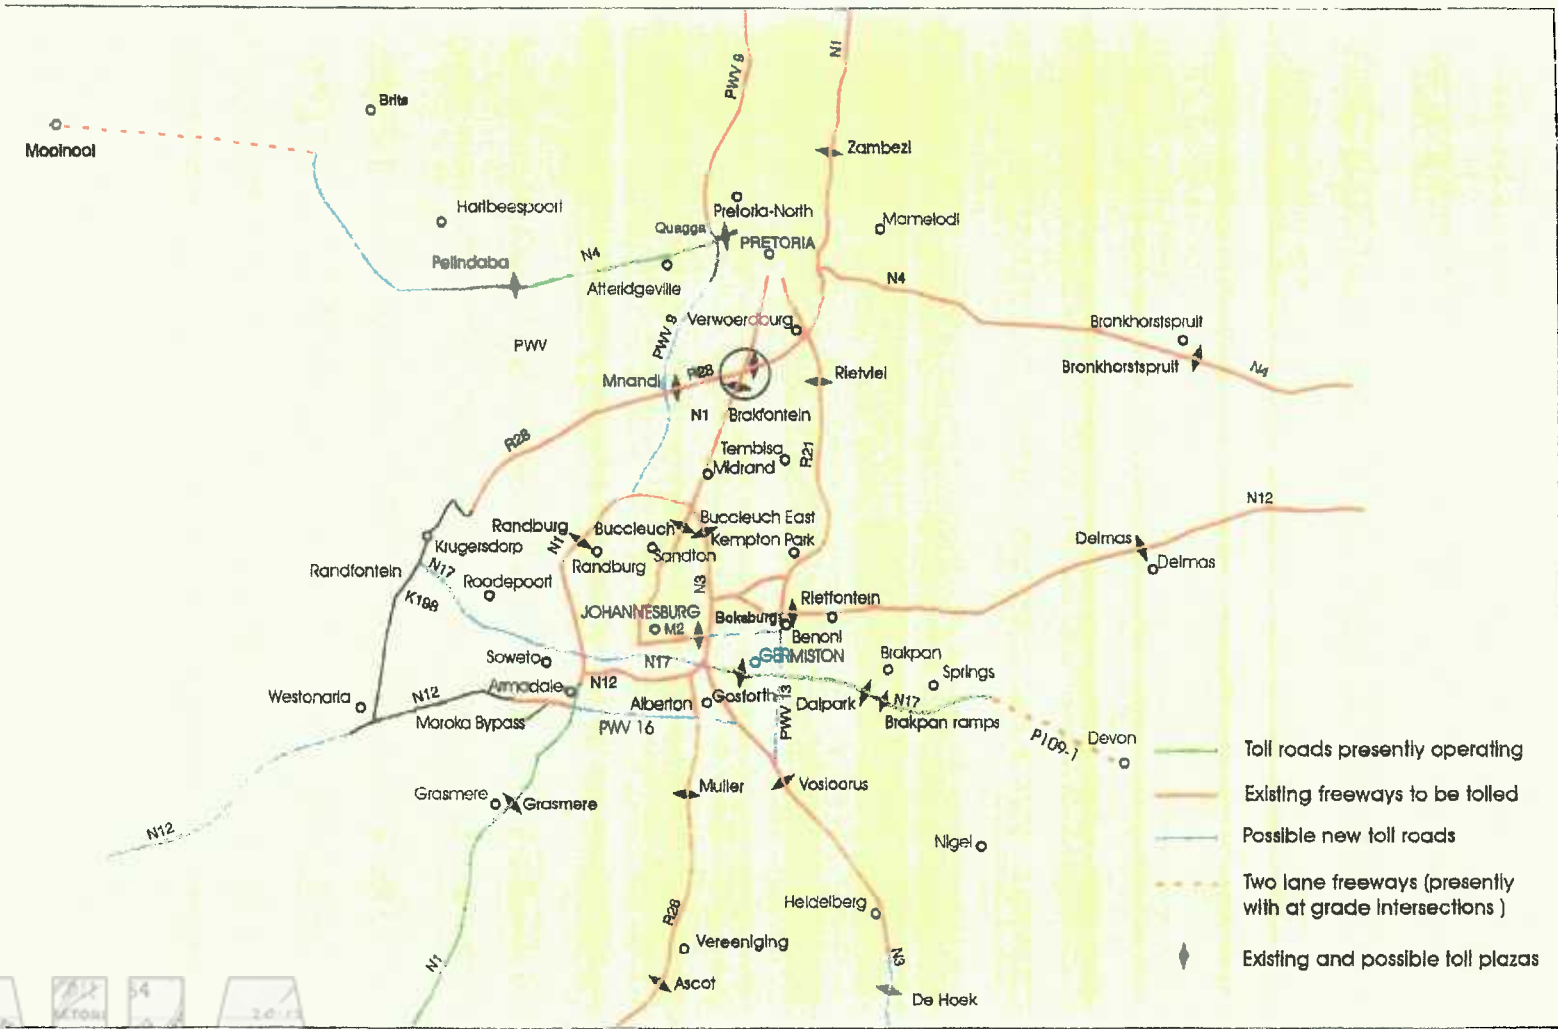 PWV 9
N1
Brits
Mooinooi
Zambezi
Hartbeespoort
Pretoria-North
Mamelodi
Quagga
PRETORIA
N4
Pelindaba
Atteridgeville
N4
Verwoerdburg
Bronkhorstspruit
PWV 9
PWV
Bronkhorstspruit
N4
Mnandi
R28
Rietvlei
N1
Brakfontein
R28
Tembisa
R21
Midrand
N12
Randburg
Buccleuch
Buccleuch East
Kempton Park
Delmas
N1
Krugersdorp
Sandton
Randburg
Delmas
Randfontein
N17
Roodepoort
N3
K198
Rietfontein
JOHANNESBURG
Boksburg
M2
Benoni
Soweto
N17
GERMISTON
Brakpan
Springs
Armadale
N12
Westonaria
N12
Alberton
Gosforth
PWV 13
Dalpark
N17
Moroka Bypass
PWV 16
Brakpan ramps
P109-1
Devon
Toll roads presently operating
Grasmere
Grasmere
Muller
Vosloorus
Existing freeways to be tolled
N12
Possible new toll roads
Nigel
Two lane freeways (presently
with at grade intersections )
Heidelberg
R28
Vereeniging
N1
N3
Existing and possible toll plazas
Ascot
De Hoek
54